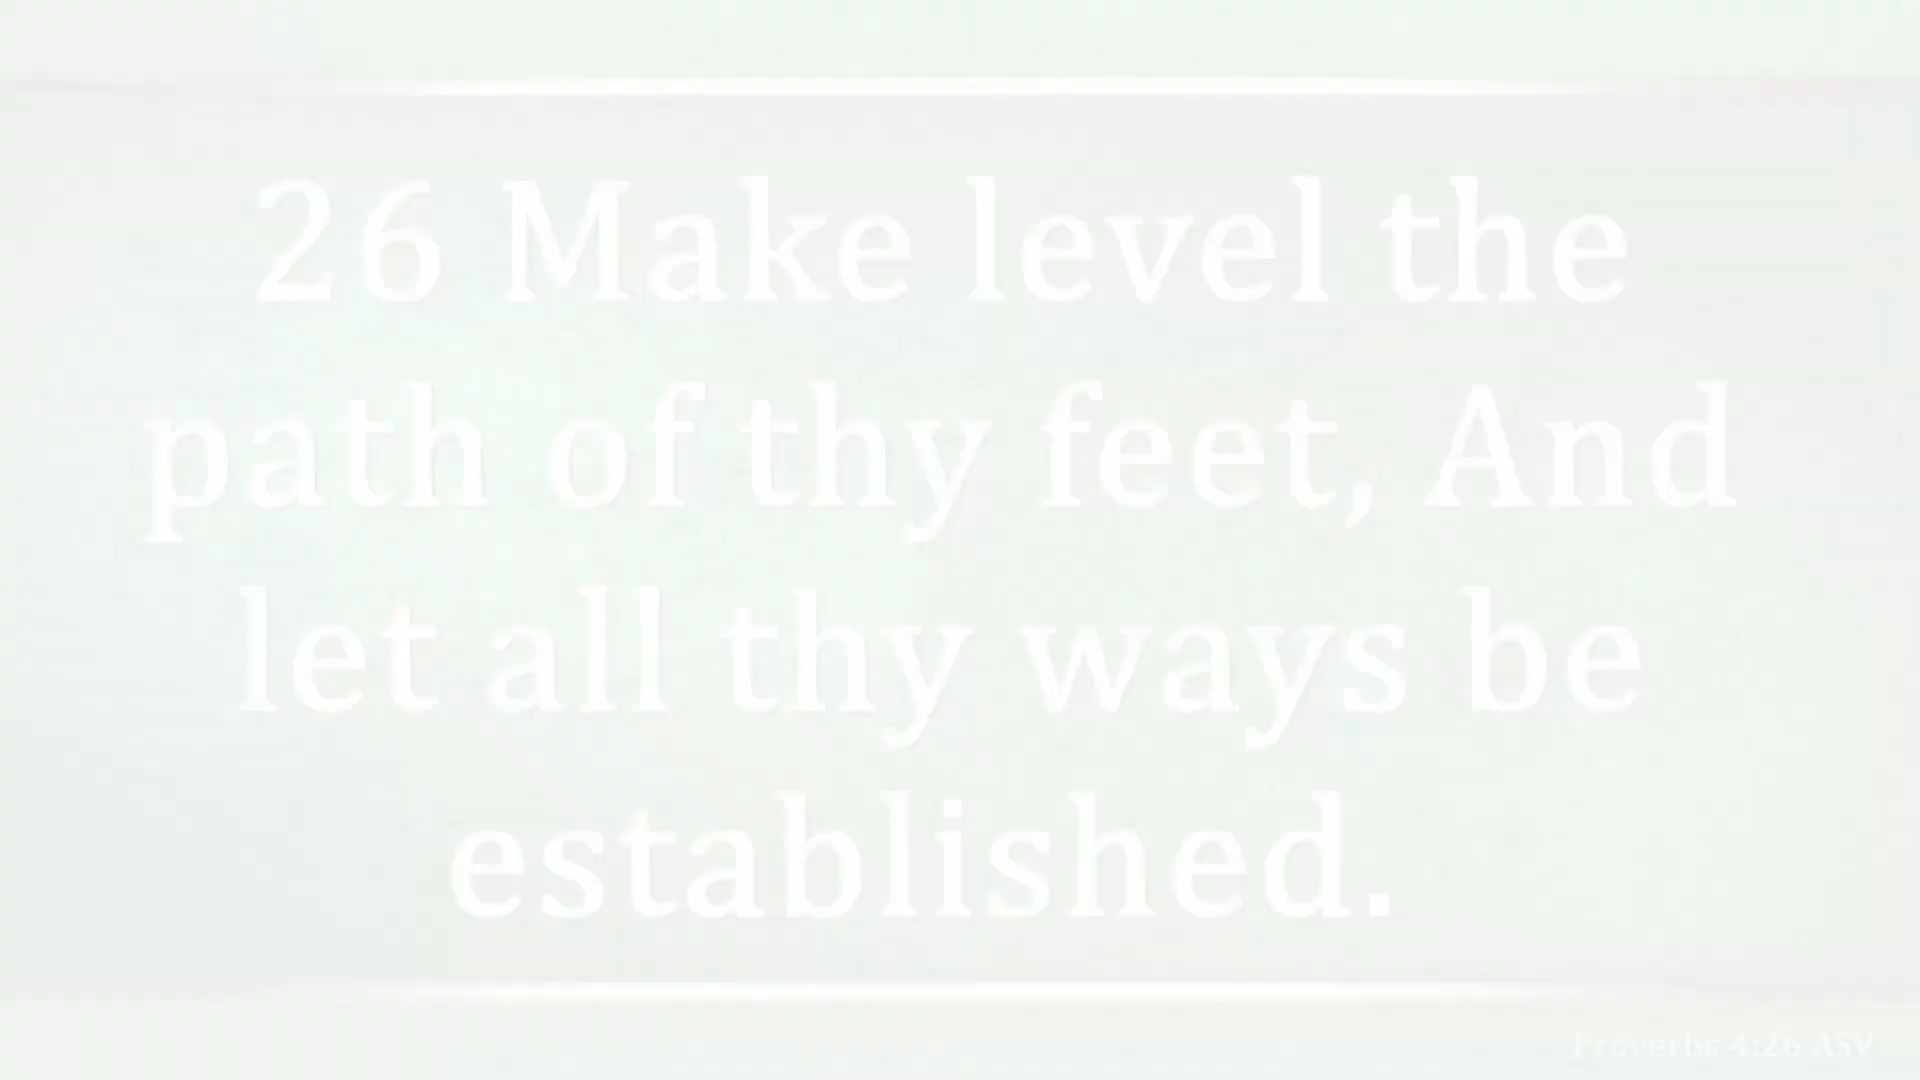 26 Make level the
path of thy feet, And
let all thy ways be
established.
Proverbs 4:26 ASV